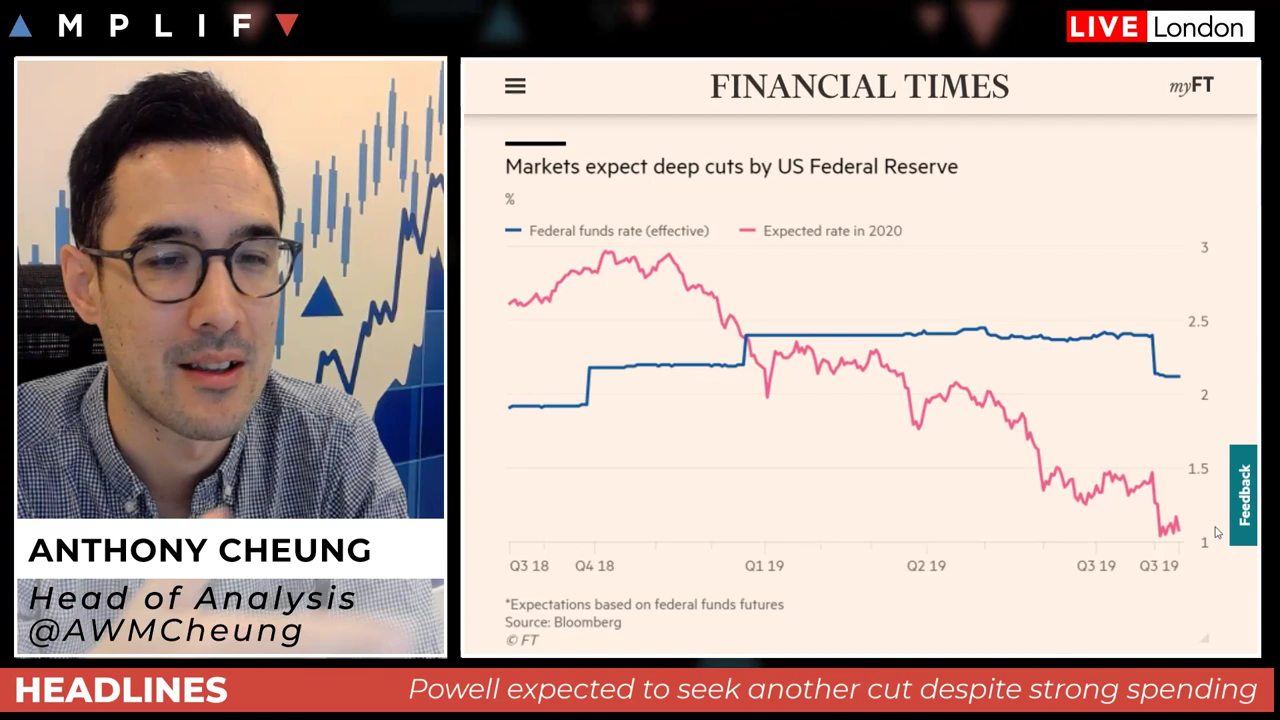 MPLIF
LIVE London
FINANCIAL TIMES
myFT
Markets expect deep cuts by US Federal Reserve
%
Federal funds rate (effective)
Expected rate in 2020
3
2.5
2
1.5
1
Q3 18
Q4 18
Q1 19
Q2 19
Q3 19
Q3 19
Feedback
*Expectations based on federal funds futures
Source: Bloomberg
© FT
ANTHONY CHEUNG
Head of Analysis
@AWMCheung
HEADLINES
Powell expected to seek another cut despite strong spending